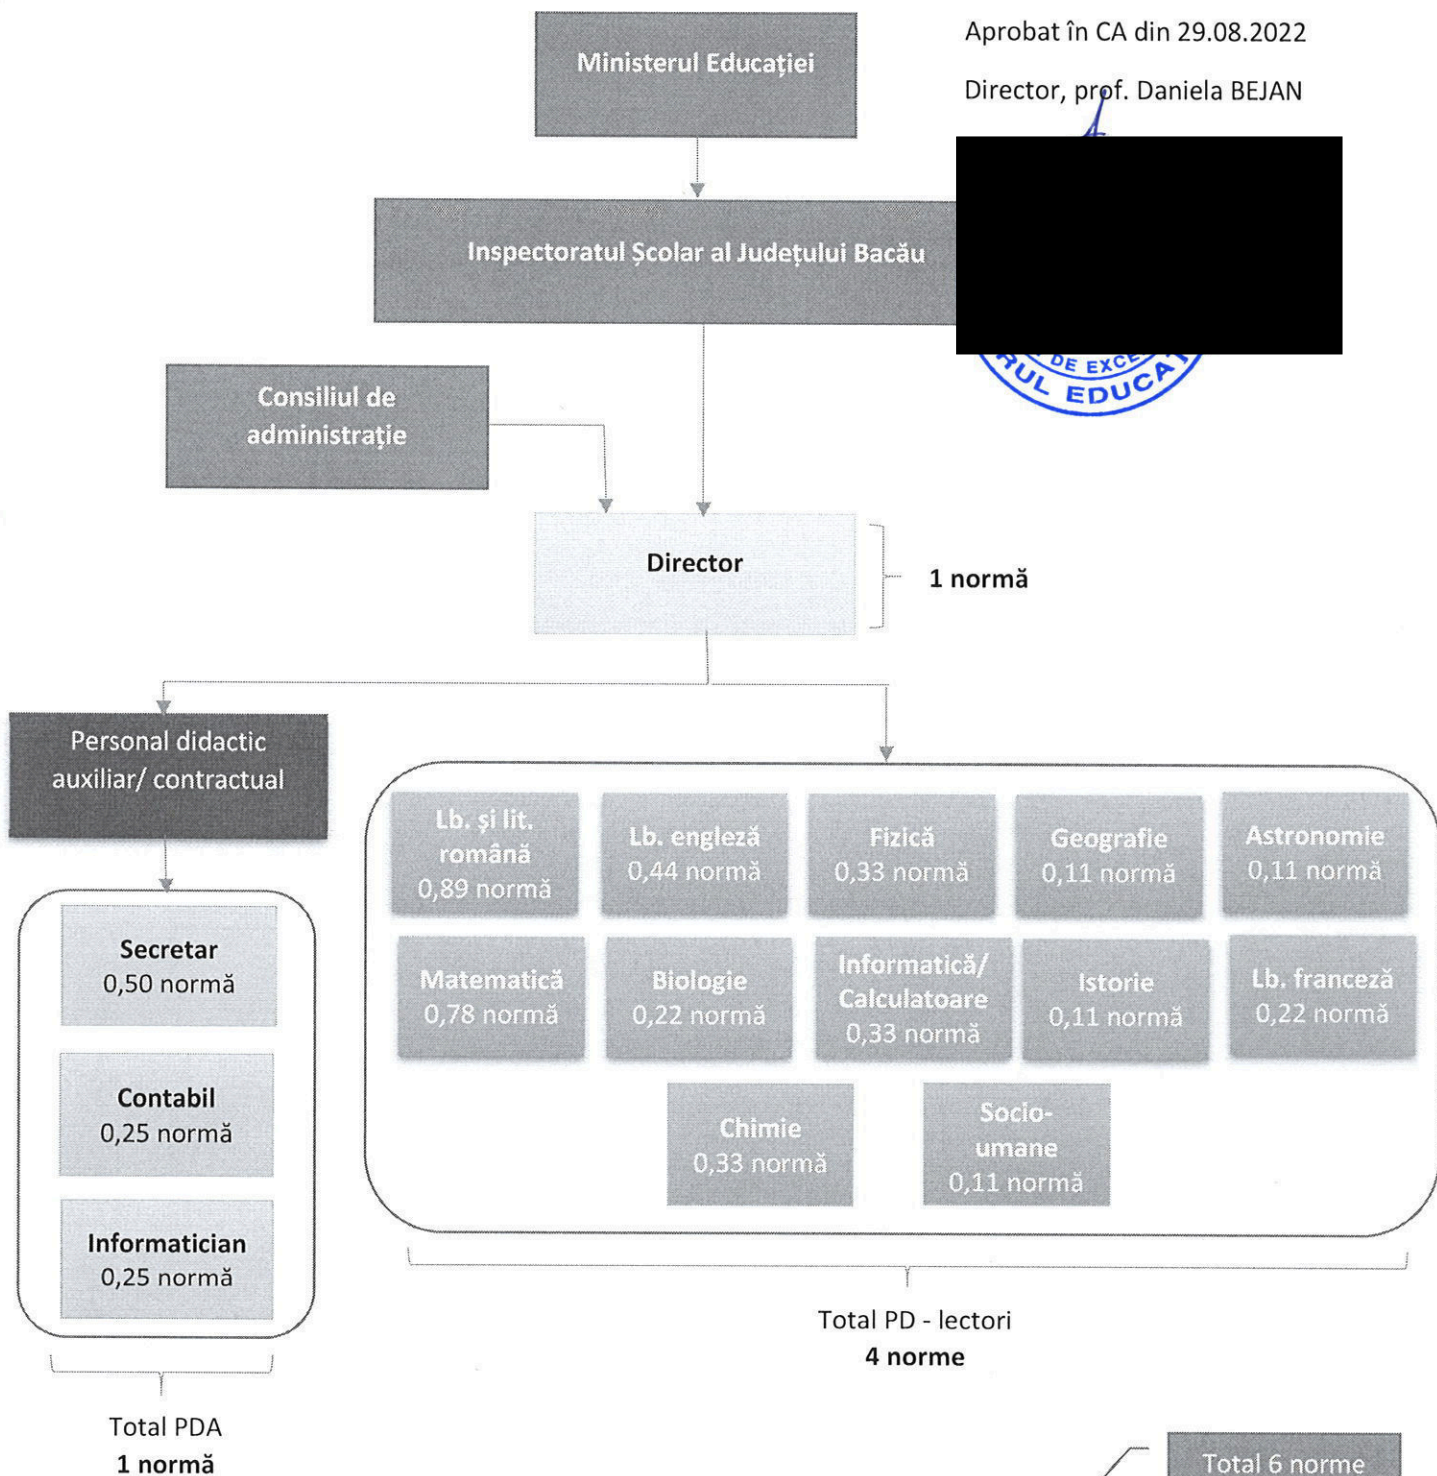 Aprobat în CA din 29.08.2022
Director, prof. Daniela BEJAN
Ministerul Educației
Inspectoratul Școlar al Județului Bacău
DE EXCE
RUL EDUCAȚ
Consiliul de
administrație
Director
1 normă
Personal didactic
auxiliar/ contractual
Secretar
0,50 normă
Contabil
0,25 normă
Informatician
0,25 normă
Total PDA
1 normă
Lb. și lit.
română
0,89 normă
Lb. engleză
0,44 normă
Fizică
0,33 normă
Geografie
0,11 normă
Astronomie
0,11 normă
Matematică
0,78 normă
Biologie
0,22 normă
Informatică/
Calculatoare
0,33 normă
Istorie
0,11 normă
Lb. franceză
0,22 normă
Chimie
0,33 normă
Socio-
umane
0,11 normă
Total PD - lectori
4 norme
Total 6 norme